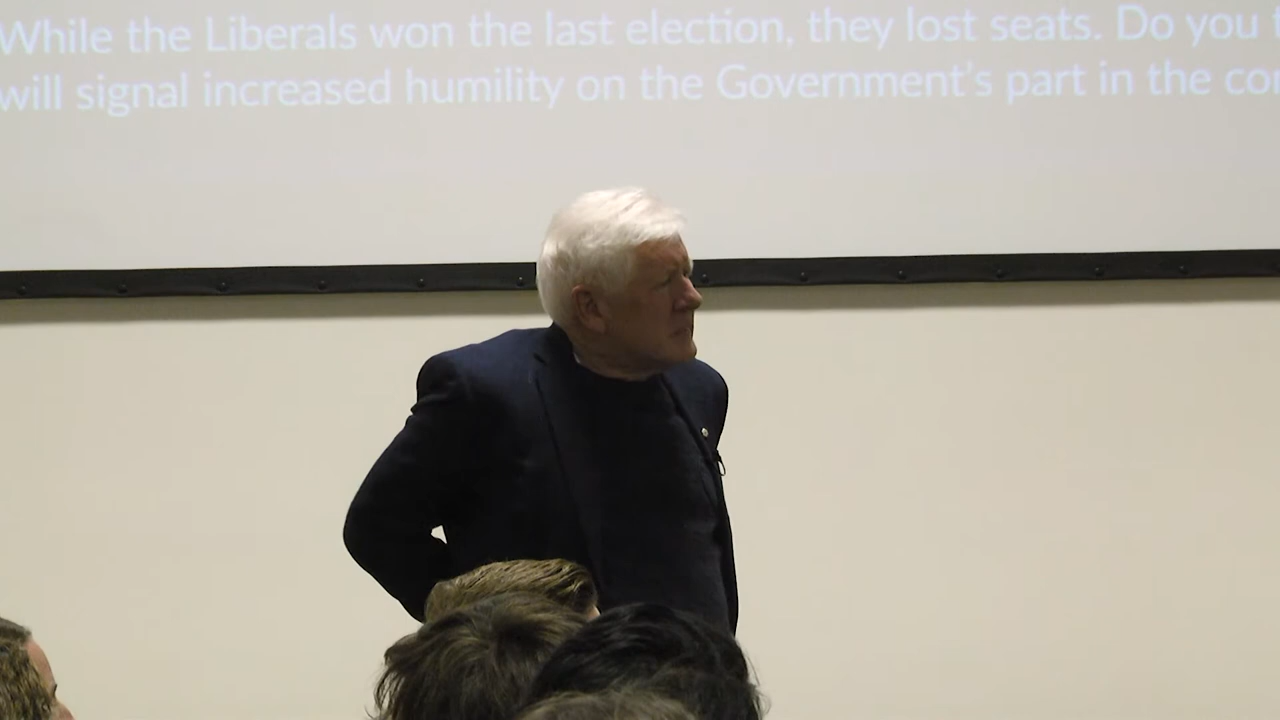 While the Liberals won the last election, they lost seats. Do you
will signal increased humility on the Government's part in the